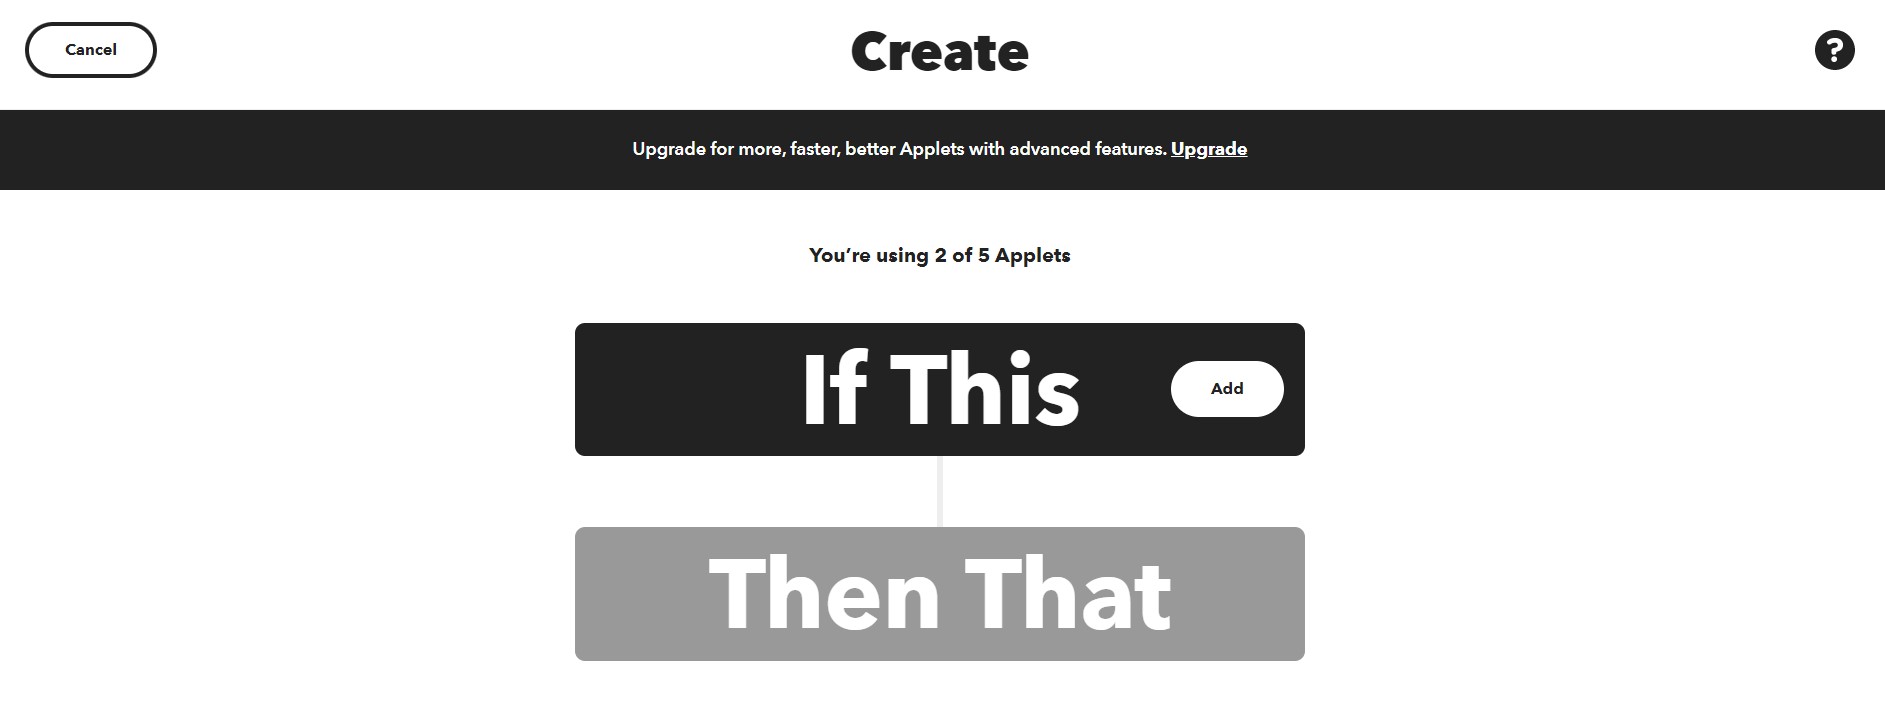 Cancel
Create
?
Upgrade for more, faster, better Applets with advanced features. Upgrade
You’re using 2 of 5 Applets
If This
Add
Then That